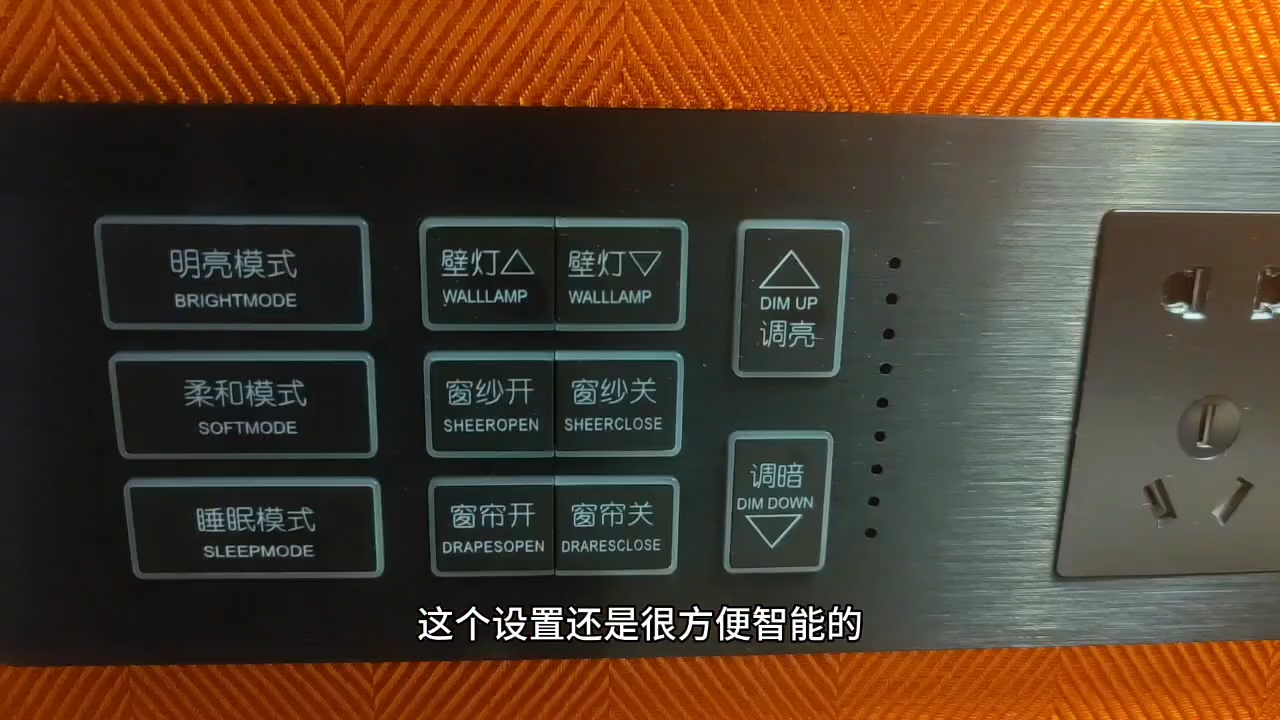 明亮模式
BRIGHTMODE
柔和模式
SOFTMODE
睡眠模式
SLEEPMODE
壁灯△
WALLLAMP
壁灯▽
WALLLAMP
窗纱开
SHEEROPEN
窗纱关
SHEERCLOSE
窗帘开
DRAPESOPEN
窗帘关
DRARESCLOSE
DIM UP
调亮
调暗
DIM DOWN
这个设置还是很方便智能的